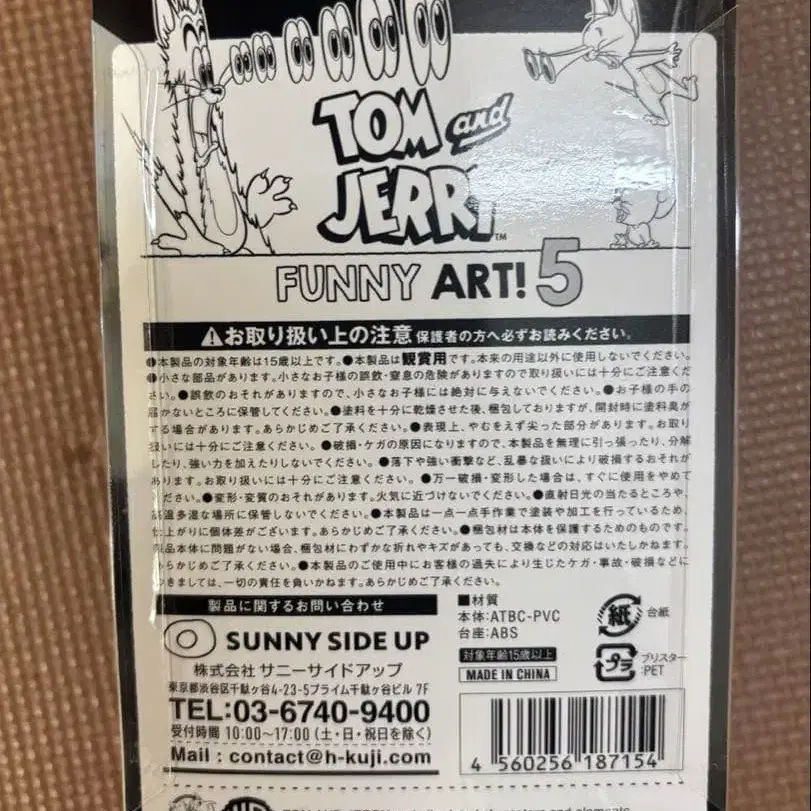 TOM and
JERRY™
FUNNY ART! 5
⚠お取り扱い上の注意 保護者の方へ必ずお読みください。
●本製品の対象年齢は15歳以上です。●本製品は観賞用です。本来の用途以外に使用しないでください。
●小さな部品があります。小さなお子様の誤飲・窒息の危険がありますので取り扱いには十分にご注意くだ
さい。●誤飲のおそれがありますので、小さなお子様には絶対に与えないでください。●お子様の手の
届かないところに保管してください。●塗料を十分に乾燥させた後、梱包しておりますが、開封時に塗料臭が
する場合があります。あらかじめご了承ください。●表現上、やむをえず尖った部分があります。お取り
扱いには十分にご注意ください。●破損・ケガの原因になりますので、本製品を無理に引っ張ったり、分解
したり、強い力を加えたりしないでください。●落下や強い衝撃など、乱暴な扱いにより破損するおそれが
あります。お取り扱いには十分にご注意ください。●万一破損・変形した場合は、すぐに使用をやめて
ください。●変形・変質のおそれがあります。火気に近づけないでください。●直射日光の当たるところや、
高温多湿な場所に保管しないでください。●本製品は一点一点手作業で塗装や加工を行っているため、
仕上がりに個体差がございます。あらかじめご了承ください。●梱包材は本体を保護するためのものです。
製品本体に問題がない場合、梱包材にわずかな折れやキズがあっても、交換などの対応はいたしかねます。
あらかじめご了承ください。●本製品のご使用中にお客様の過失により生じたケガ・事故・破損などに
つきましては、一切の責任を負いかねます。あらかじめご了承ください。
製品に関するお問い合わせ
SUNNY SIDE UP
株式会社 サニーサイドアップ
東京都渋谷区千駄ヶ谷4-23-5プライム千駄ヶ谷ビル 7F
TEL:03-6740-9400
受付時間 10:00〜17:00 (土・日・祝日を除く)
Mail : contact@h-kuji.com
■材質
本体:ATBC-PVC
台座:ABS
対象年齢15歳以上
MADE IN CHINA
紙 台紙
プラ ブリスター
:PET
4 560256 187154